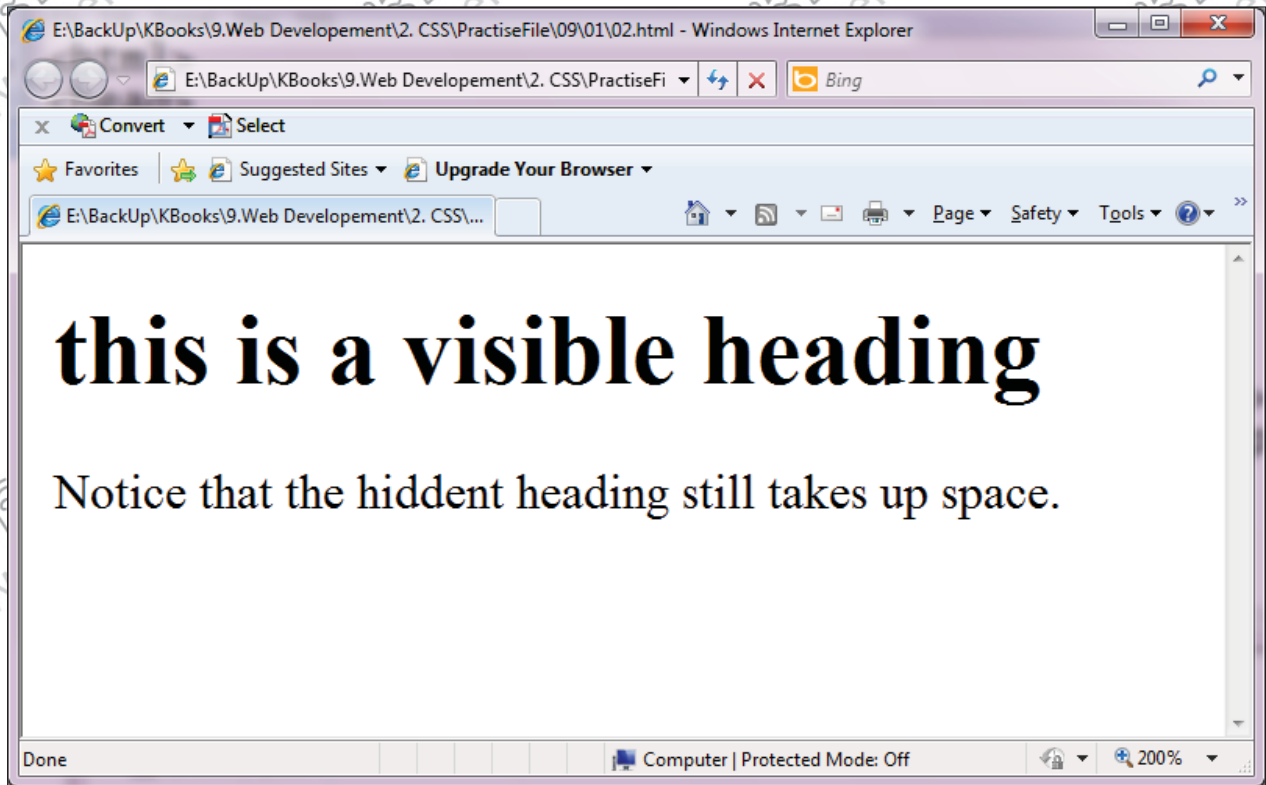 E:\BackUp\KBooks\9.Web Developement\2. CSS\PractiseFile\09\01\02.html - Windows Internet Explorer
E:\BackUp\KBooks\9.Web Developement\2. CSS\PractiseFi Bing
x Convert Select
Favorites Suggested Sites Upgrade Your Browser
E:\BackUp\KBooks\9.Web Developement\2. CSS\... Page Safety Tools »
this is a visible heading
Notice that the hiddent heading still takes up space.
Done Computer | Protected Mode: Off 200%